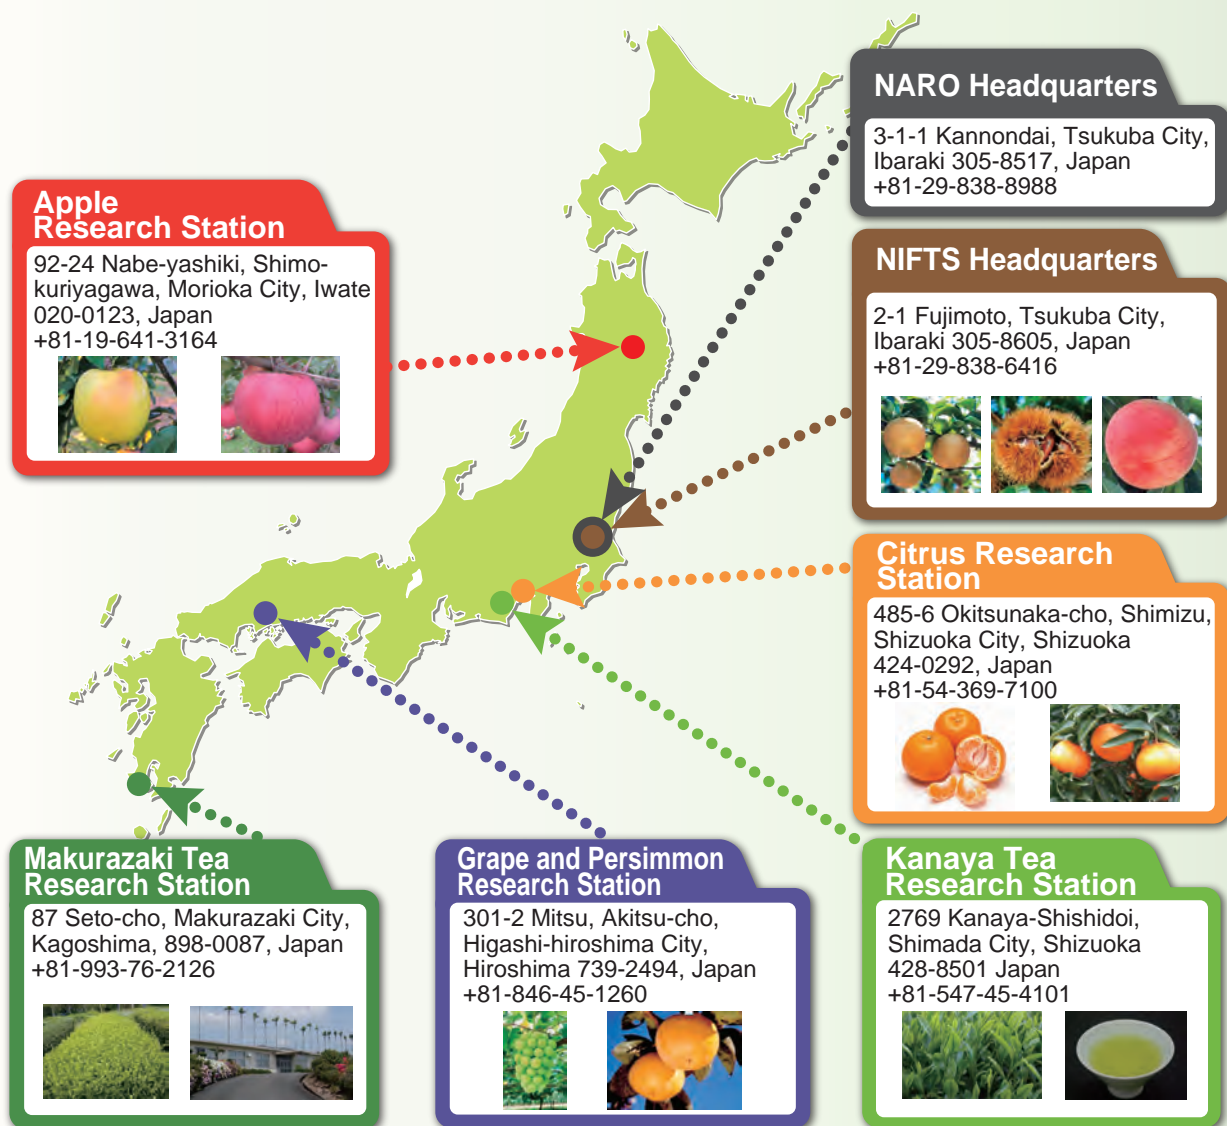 NARO Headquarters
3-1-1 Kannondai, Tsukuba City,
Ibaraki 305-8517, Japan
+81-29-838-8988
Apple
Research Station
92-24 Nabe-yashiki, Shimo-
kuriyagawa, Morioka City, Iwate
020-0123, Japan
+81-19-641-3164
NIFTS Headquarters
2-1 Fujimoto, Tsukuba City,
Ibaraki 305-8605, Japan
+81-29-838-6416
Citrus Research
Station
485-6 Okitsunaka-cho, Shimizu,
Shizuoka City, Shizuoka
424-0292, Japan
+81-54-369-7100
Makurazaki Tea
Research Station
87 Seto-cho, Makurazaki City,
Kagoshima, 898-0087, Japan
+81-993-76-2126
Grape and Persimmon
Research Station
301-2 Mitsu, Akitsu-cho,
Higashi-hiroshima City,
Hiroshima 739-2494, Japan
+81-846-45-1260
Kanaya Tea
Research Station
2769 Kanaya-Shishidoi,
Shimada City, Shizuoka
428-8501 Japan
+81-547-45-4101